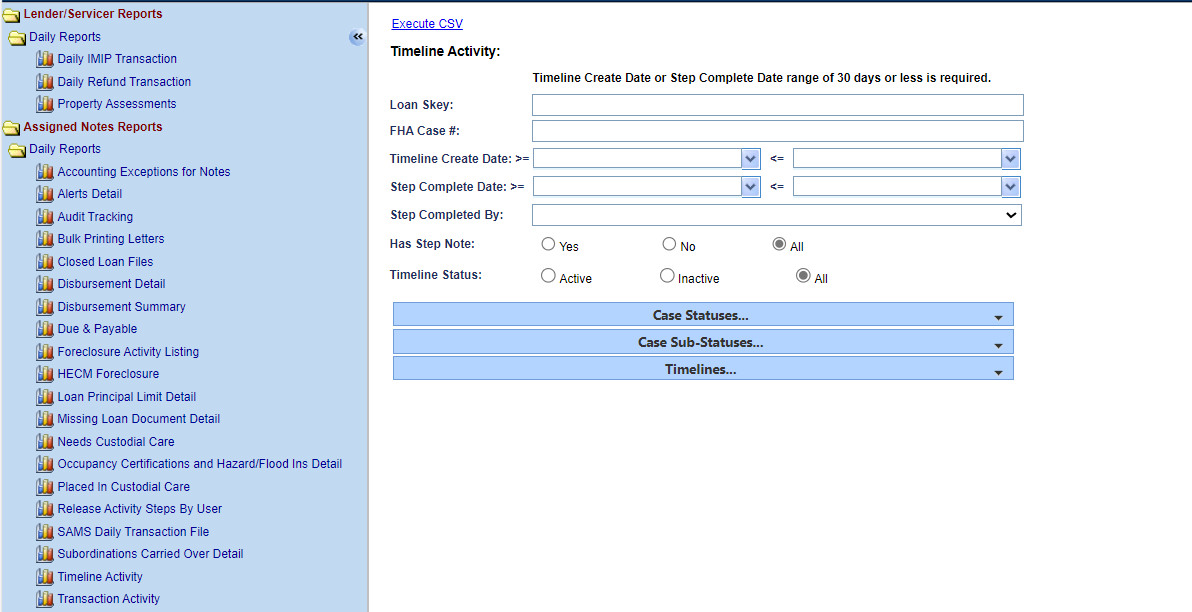 Lender/Servicer Reports
Daily Reports
Daily IMIP Transaction
Daily Refund Transaction
Property Assessments
Assigned Notes Reports
Daily Reports
Accounting Exceptions for Notes
Alerts Detail
Audit Tracking
Bulk Printing Letters
Closed Loan Files
Disbursement Detail
Disbursement Summary
Due & Payable
Foreclosure Activity Listing
HECM Foreclosure
Loan Principal Limit Detail
Missing Loan Document Detail
Needs Custodial Care
Occupancy Certifications and Hazard/Flood Ins Detail
Placed In Custodial Care
Release Activity Steps By User
SAMS Daily Transaction File
Subordinations Carried Over Detail
Timeline Activity
Transaction Activity
Execute CSV
Timeline Activity:
Timeline Create Date or Step Complete Date range of 30 days or less is required.
Loan Skey:
FHA Case #:
Timeline Create Date: >= <=
Step Complete Date: >= <=
Step Completed By:
Has Step Note: Yes No All
Timeline Status: Active Inactive All
Case Statuses...
Case Sub-Statuses...
Timelines...